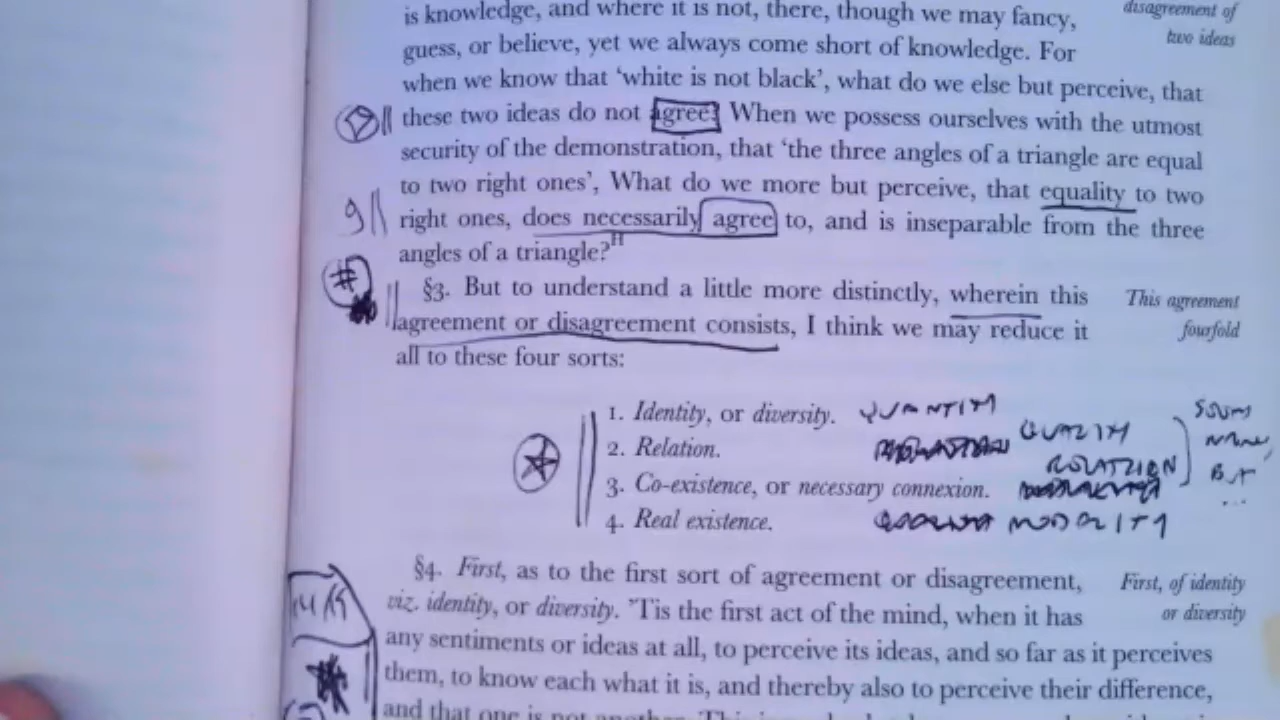 is knowledge, and where it is not, there, though we may fancy,
disagreement of
guess, or believe, yet we always come short of knowledge. For
two ideas
when we know that ‘white is not black’, what do we else but perceive, that
these two ideas do not agree? When we possess ourselves with the utmost
security of the demonstration, that ‘the three angles of a triangle are equal
to two right ones’, What do we more but perceive, that equality to two
right ones, does necessarily agree to, and is inseparable from the three
angles of a triangle?H
#
§3. But to understand a little more distinctly, wherein this
This agreement
agreement or disagreement consists, I think we may reduce it
fourfold
all to these four sorts:
1. Identity, or diversity. QUANTITY
2. Relation. QUALITY
RELATION
3. Co-existence, or necessary connexion.
4. Real existence. MODALITY
BUT
...
§4. First, as to the first sort of agreement or disagreement,
First, of identity
viz. identity, or diversity. ’Tis the first act of the mind, when it has
or diversity
any sentiments or ideas at all, to perceive its ideas, and so far as it perceives
them, to know each what it is, and thereby also to perceive their difference,
and that one is not another. This